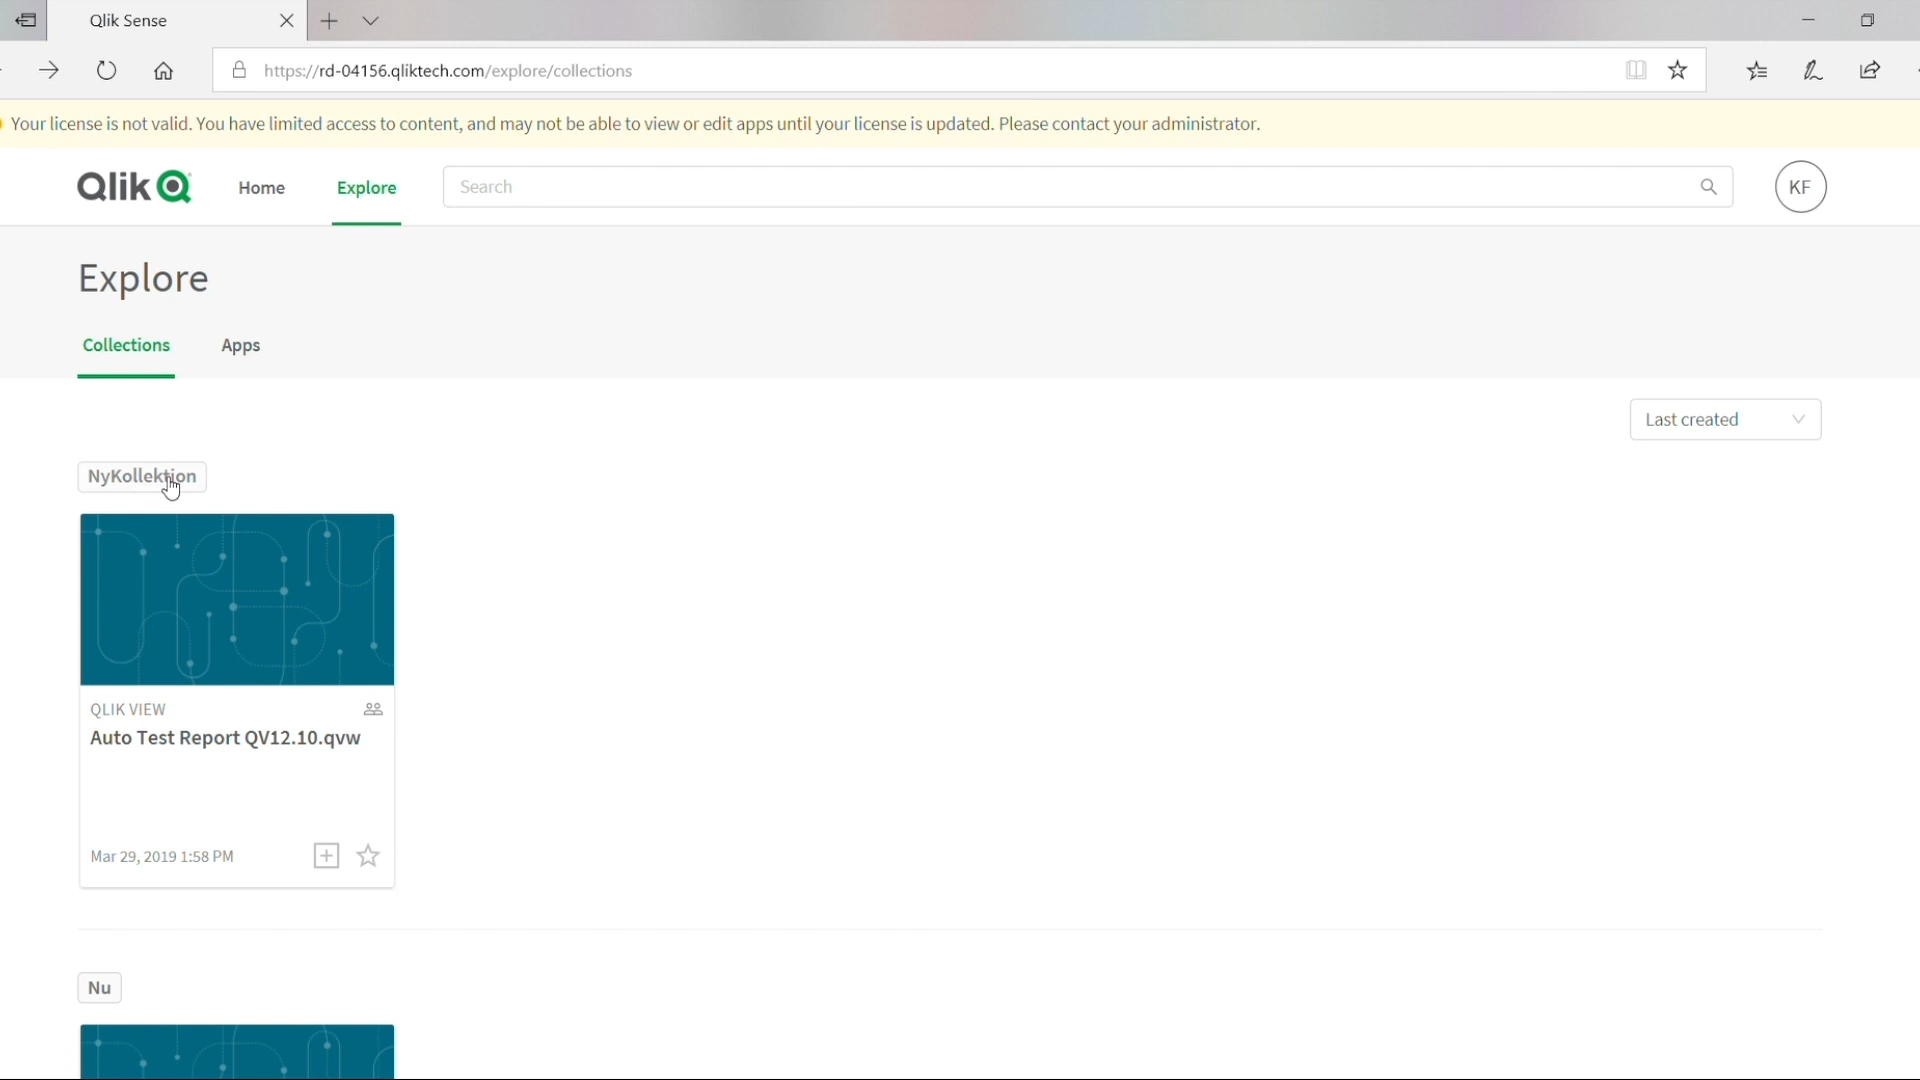 Qlik Sense
https://rd-04156.qliktech.com/explore/collections
Your license is not valid. You have limited access to content, and may not be able to view or edit apps until your license is updated. Please contact your administrator.
Qlik Home Explore Search KF
Explore
Collections Apps
Last created
NyKollektion
QLIK VIEW
Auto Test Report QV12.10.qvw
Mar 29, 2019 1:58 PM
Nu